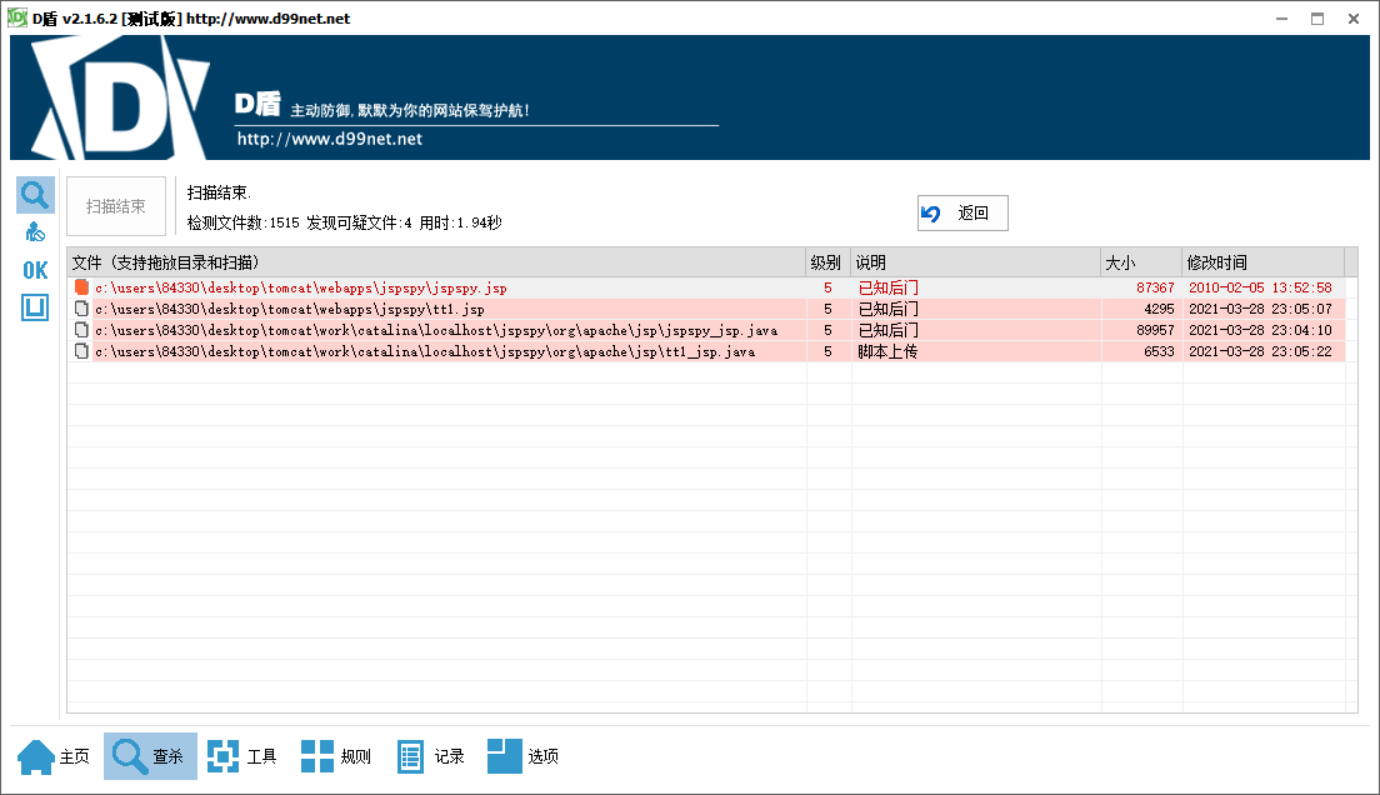 D盾 v2.1.6.2 [测试版] http://www.d99net.net
D盾 主动防御,默默为你的网站保驾护航!
http://www.d99net.net
扫描结束
扫描结束.
检测文件数:1515 发现可疑文件:4 用时:1.94秒
返回
文件（支持拖放目录和扫描） 级别 说明 大小 修改时间
c:\users\84330\desktop\tomcat\webapps\jspspy\jspspy.jsp 5 已知后门 87367 2010-02-05 13:52:58
c:\users\84330\desktop\tomcat\webapps\jspspy\tt1.jsp 5 已知后门 4295 2021-03-28 23:05:07
c:\users\84330\desktop\tomcat\work\catalina\localhost\jspspy\org\apache\jsp\jspspy_jsp.java 5 已知后门 89957 2021-03-28 23:04:10
c:\users\84330\desktop\tomcat\work\catalina\localhost\jspspy\org\apache\jsp\tt1_jsp.java 5 脚本上传 6533 2021-03-28 23:05:22
OK
主页 查杀 工具 规则 记录 选项